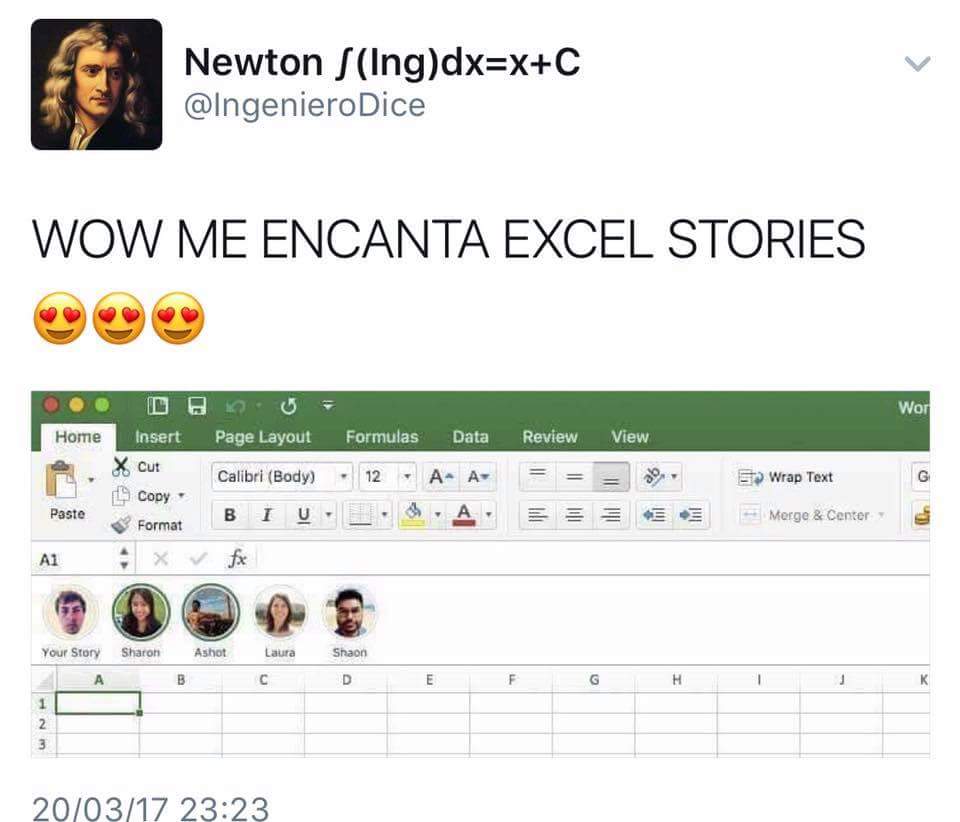 Newton ∫(Ing)dx=x+C
@IngenieroDice
WOW ME ENCANTA EXCEL STORIES
😍😍😍
Wor
Home Insert Page Layout Formulas Data Review View
Cut
Calibri (Body) 12 A A Wrap Text G
Copy
Paste
B I U A Merge & Center
Format
A1 fx
Your Story Sharon Ashot Laura Shaon
A B C D E F G H I J K
1
2
3
20/03/17 23:23